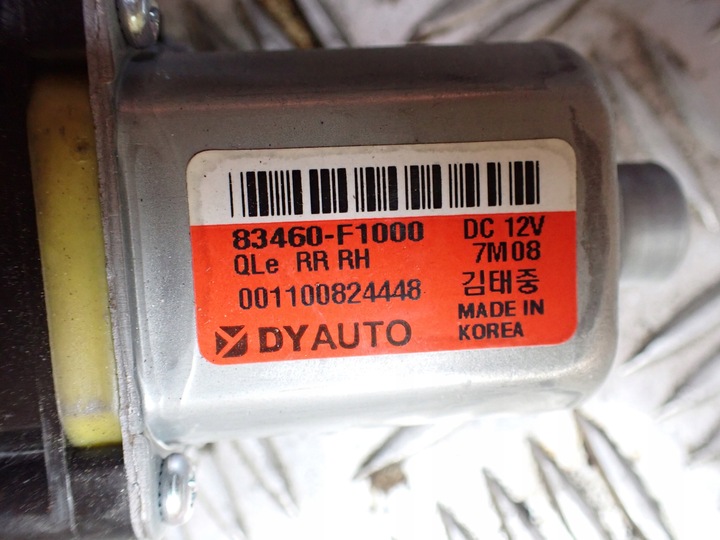 83460-F1000 DC 12V
QLe RR RH 7M08
001100824448 김태중
DYAUTO MADE IN
KOREA